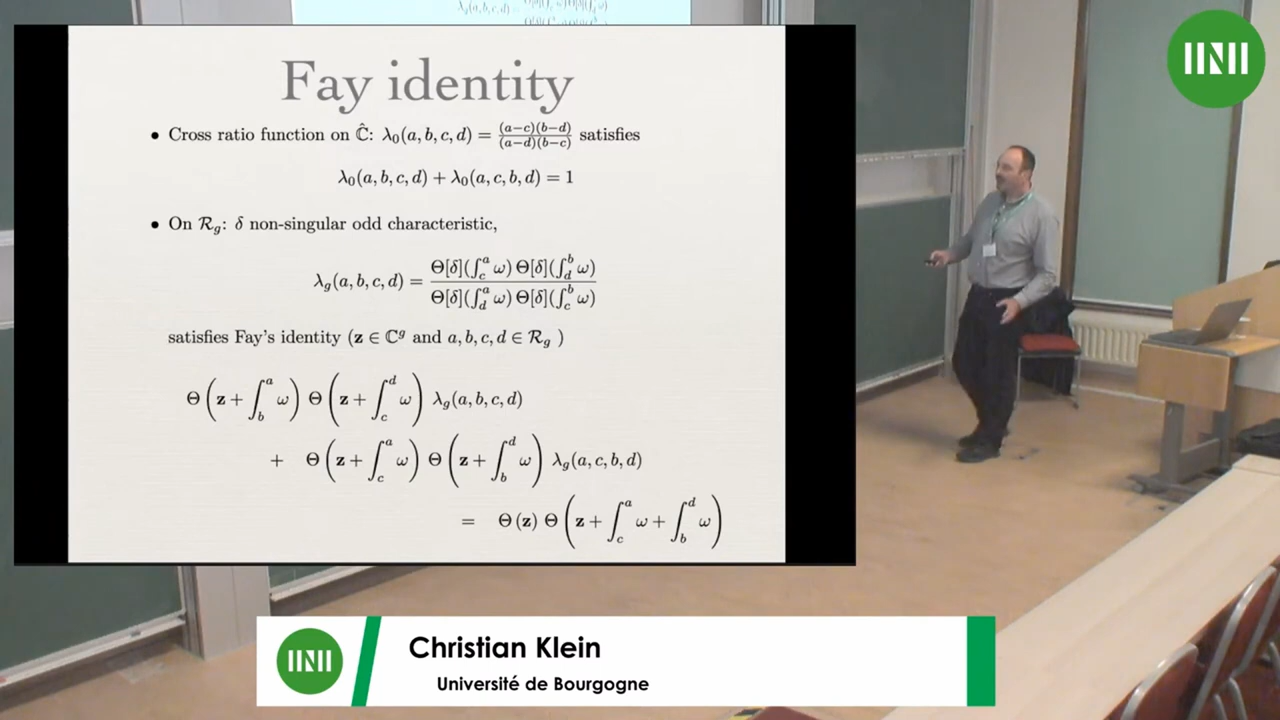 Fay identity
• Cross ratio function on Ĉ: λ₀(a, b, c, d) = (a−c)(b−d)/(a−d)(b−c) satisfies
λ₀(a, b, c, d) + λ₀(a, c, b, d) = 1
• On 𝓡_g: δ non-singular odd characteristic,
λ_g(a, b, c, d) = Θ[δ](∫_c^a ω) Θ[δ](∫_d^b ω) / Θ[δ](∫_d^a ω) Θ[δ](∫_c^b ω)
satisfies Fay's identity (𝐳 ∈ ℂ^g and a, b, c, d ∈ 𝓡_g )
Θ (𝐳 + ∫_b^a ω) Θ (𝐳 + ∫_c^d ω) λ_g(a, b, c, d)
+ Θ (𝐳 + ∫_c^a ω) Θ (𝐳 + ∫_b^d ω) λ_g(a, c, b, d)
= Θ (𝐳) Θ (𝐳 + ∫_c^a ω + ∫_b^d ω)
Christian Klein
Université de Bourgogne